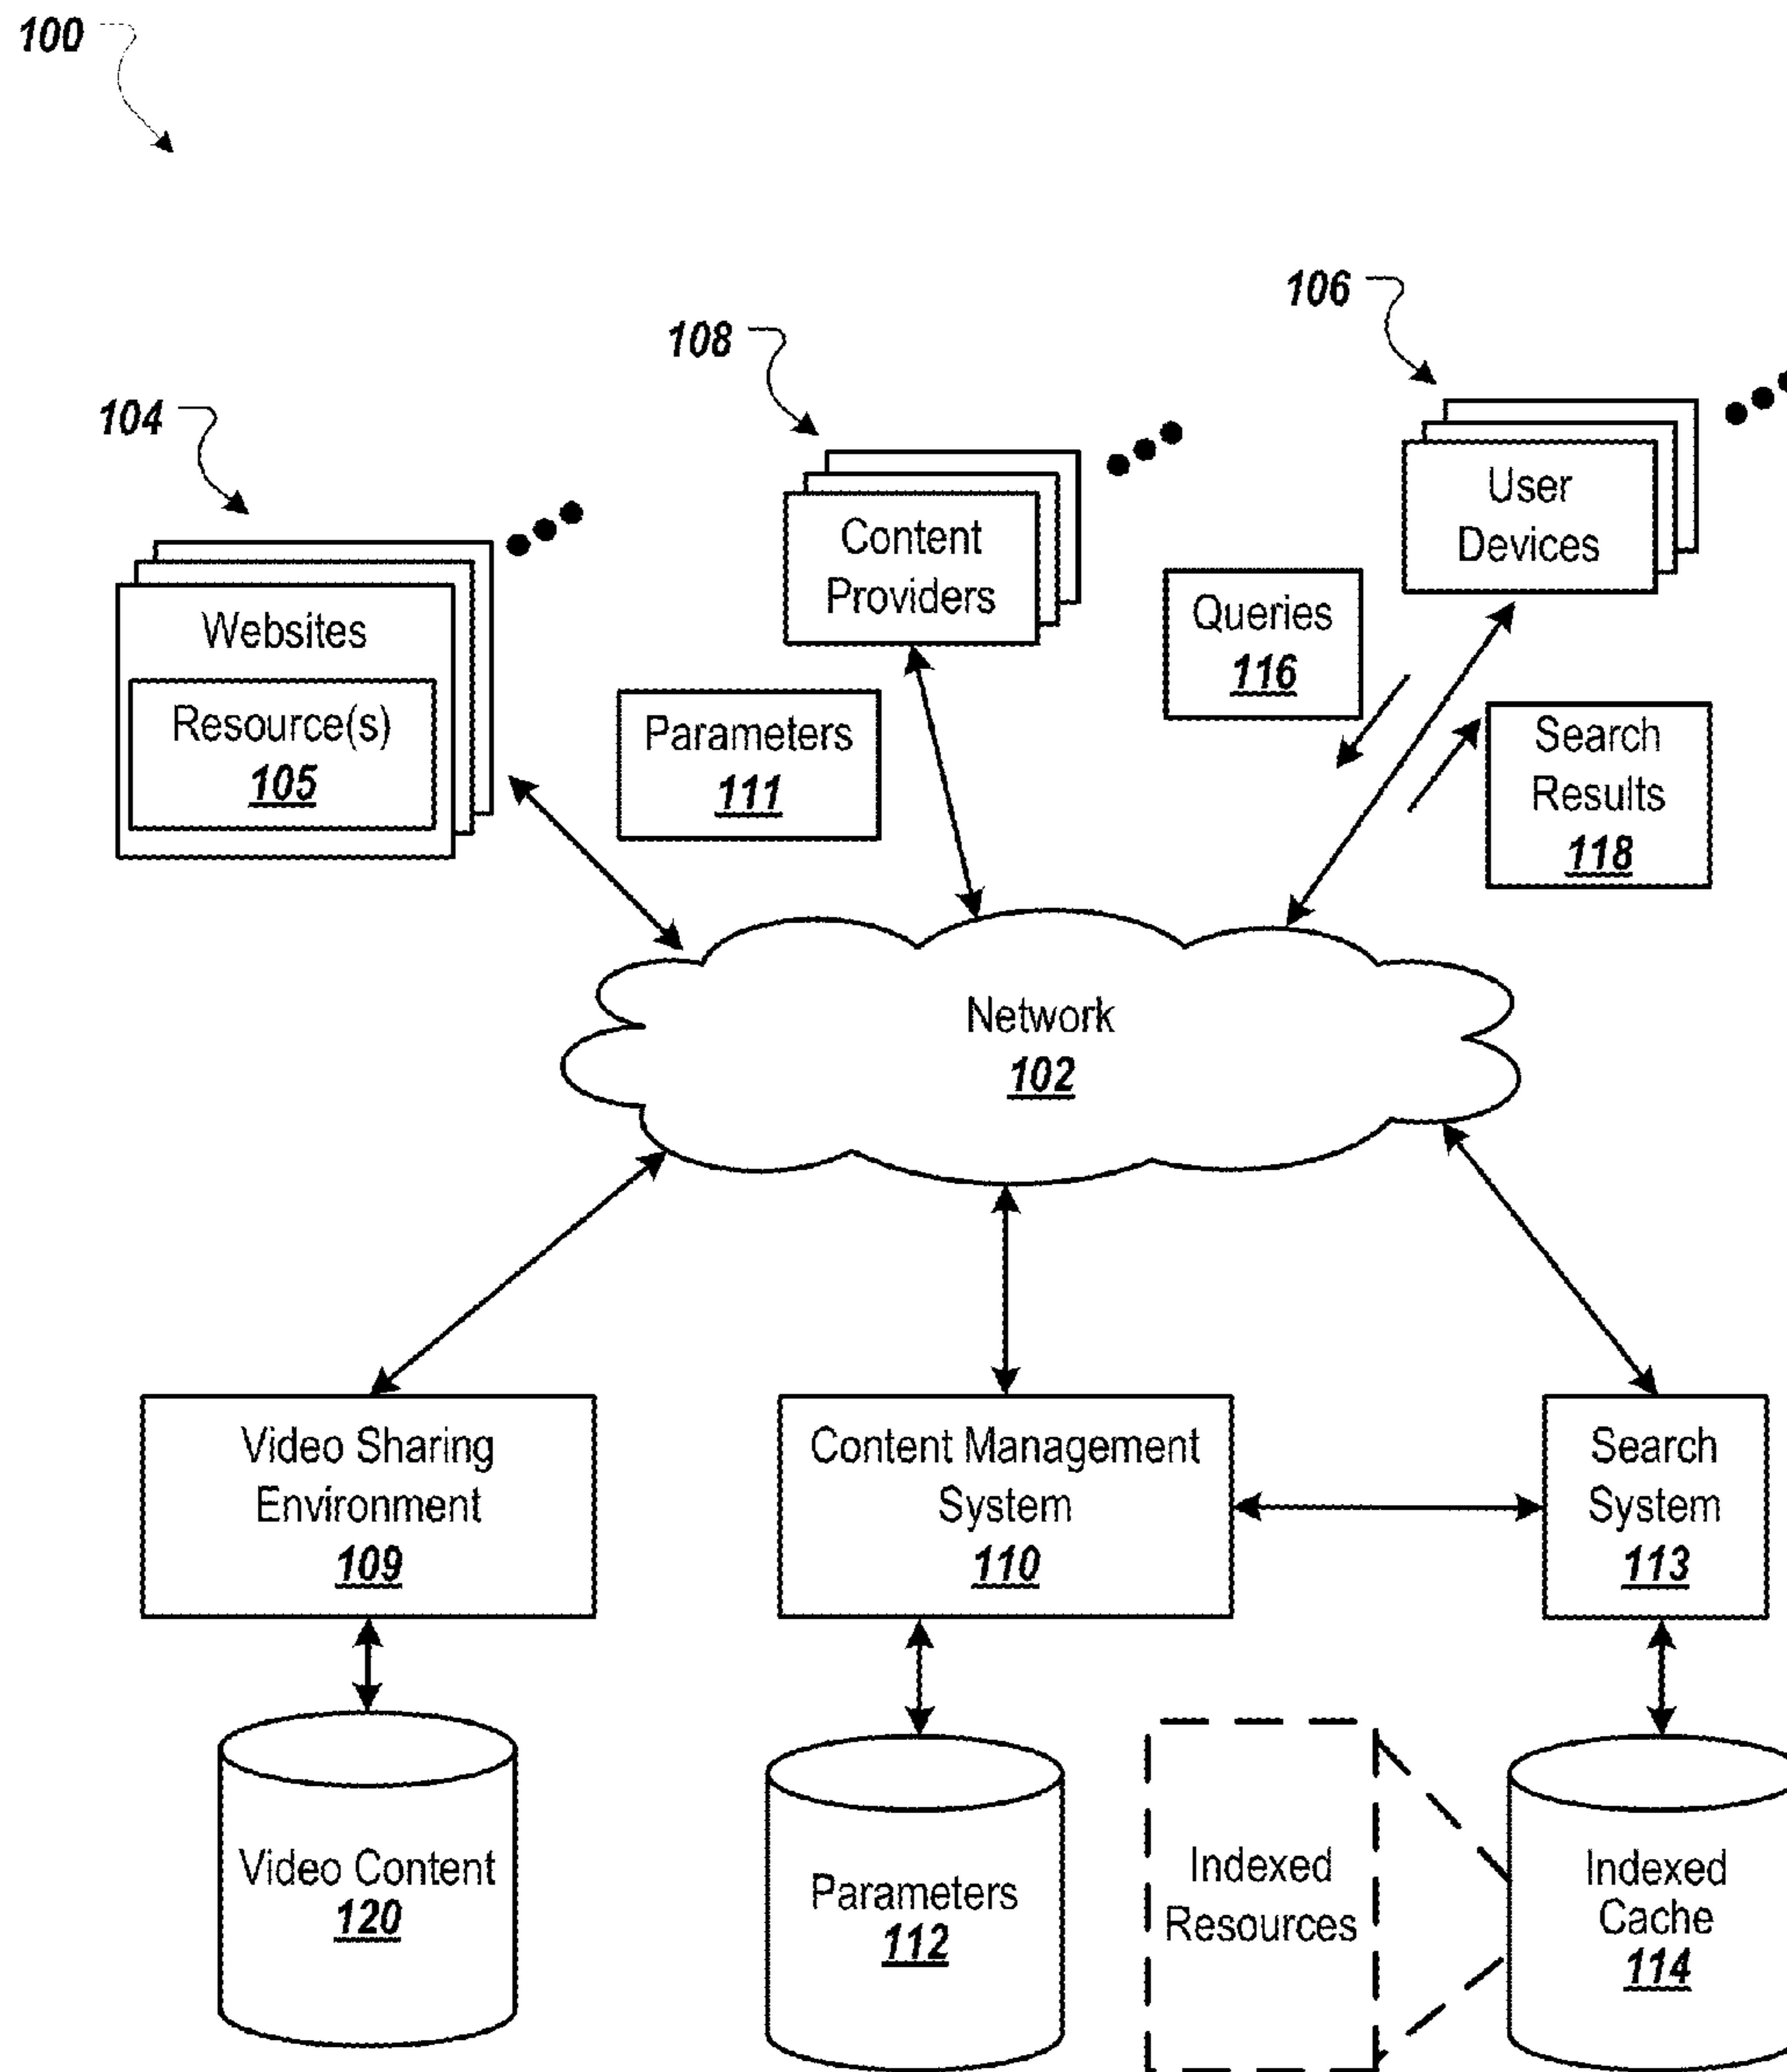 100
106
108
104
User
Devices
Content
Providers
Queries
116
Websites
Resource(s)
105
Parameters
111
Search
Results
118
Network
102
Video Sharing
Environment
109
Content Management
System
110
Search
System
113
Video Content
120
Parameters
112
Indexed
Resources
Indexed
Cache
114